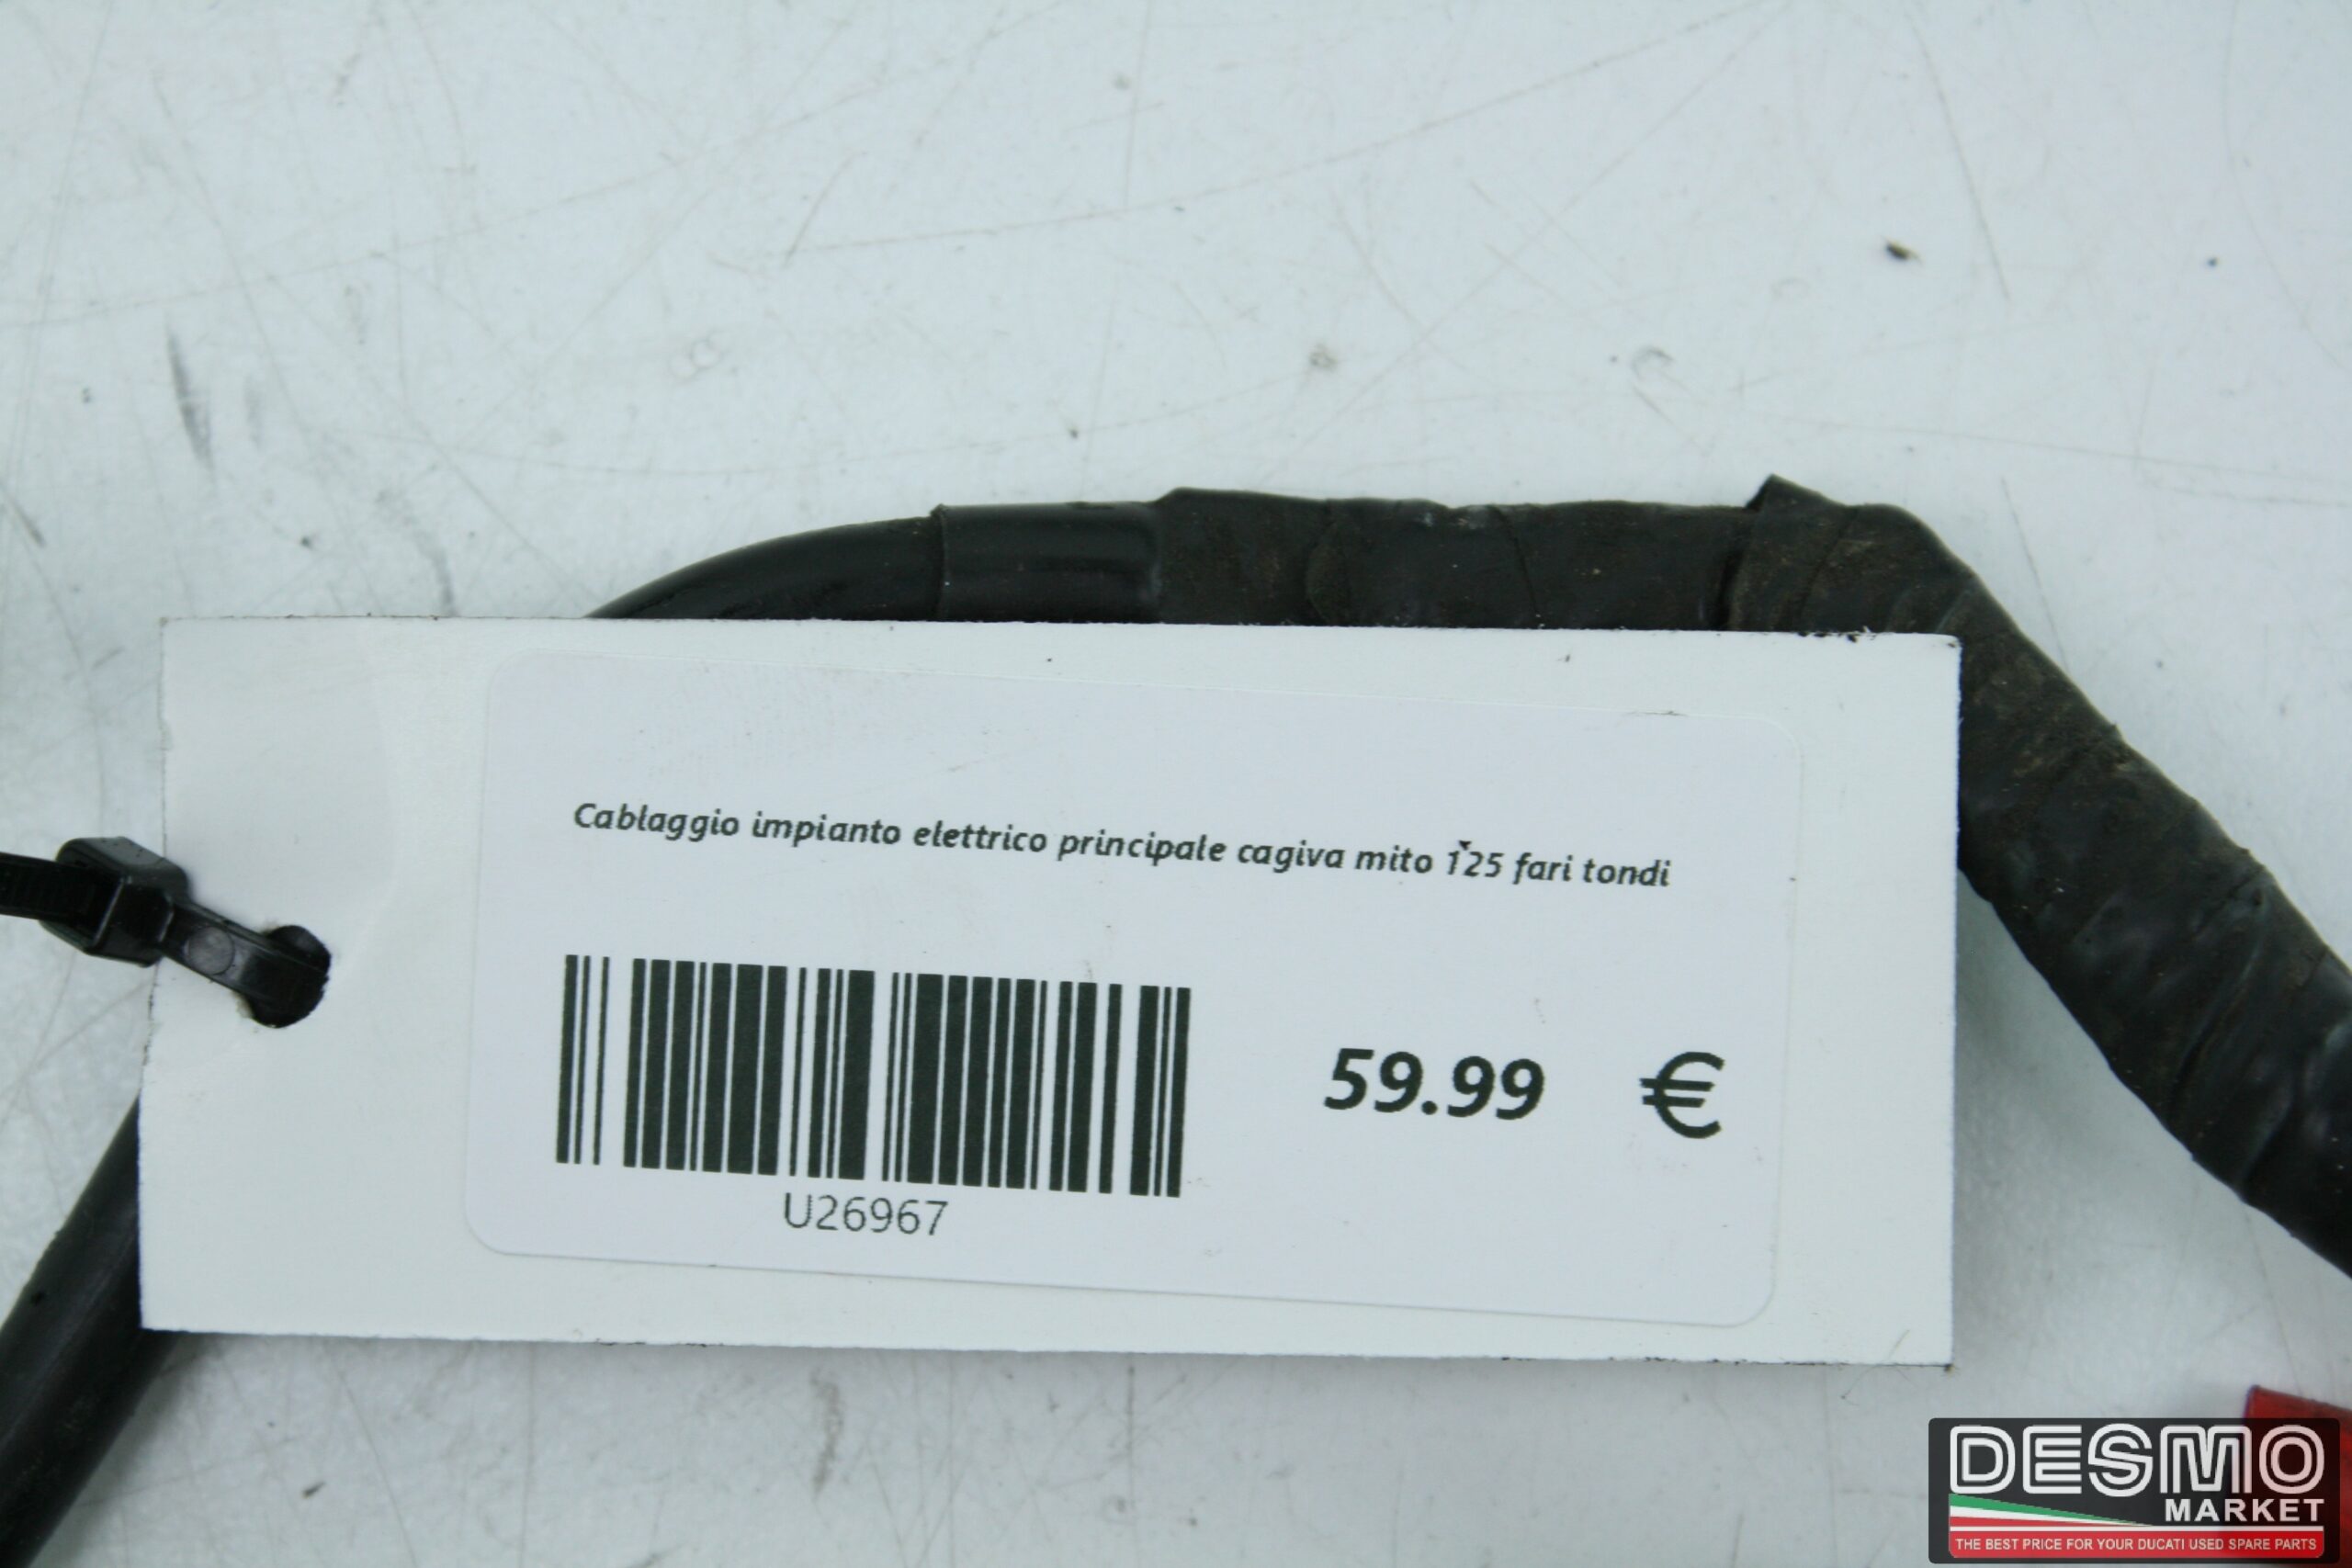 Cablaggio impianto elettrico principale cagiva mito 125 fari tondi
59.99 €
U26967
DESMO
MARKET
THE BEST PRICE FOR YOUR DUCATI USED SPARE PARTS